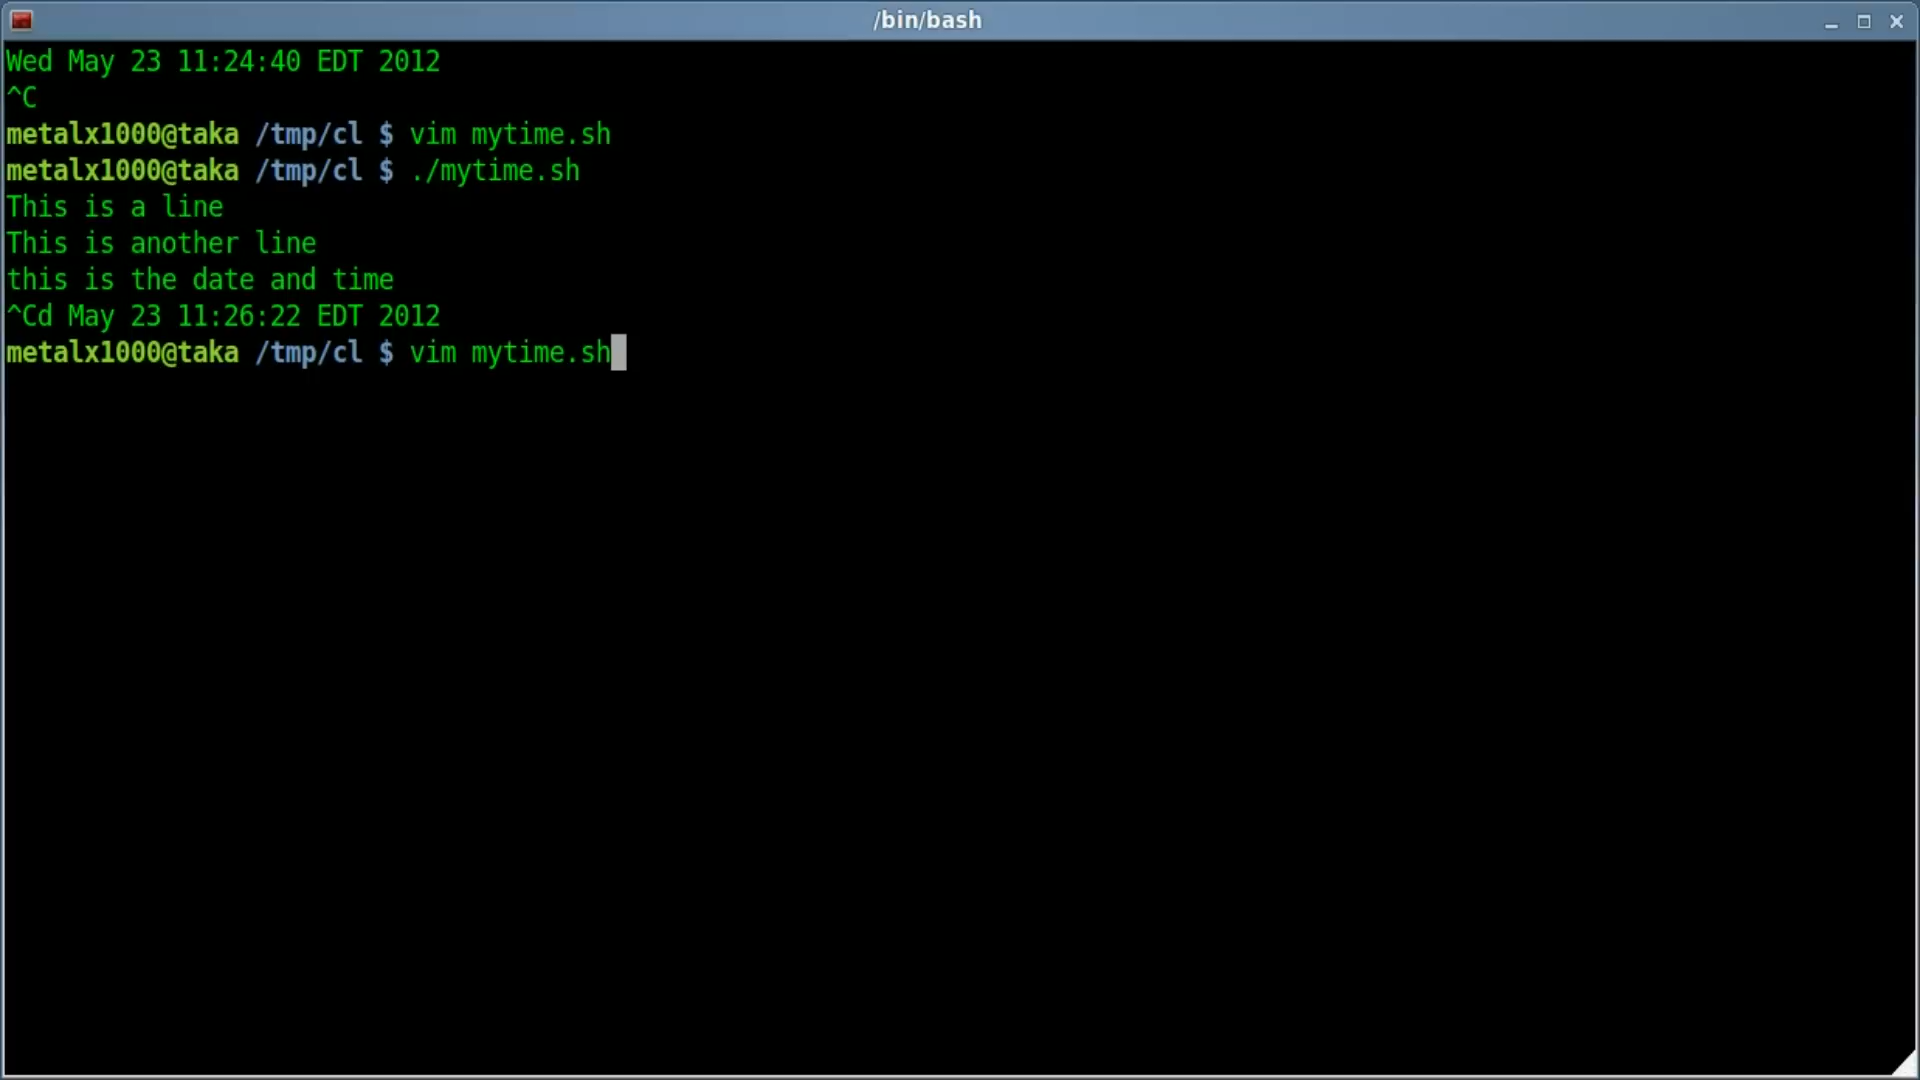 /bin/bash
Wed May 23 11:24:40 EDT 2012
^C
metalx1000@taka /tmp/cl $ vim mytime.sh
metalx1000@taka /tmp/cl $ ./mytime.sh
This is a line
This is another line
this is the date and time
^Cd May 23 11:26:22 EDT 2012
metalx1000@taka /tmp/cl $ vim mytime.sh